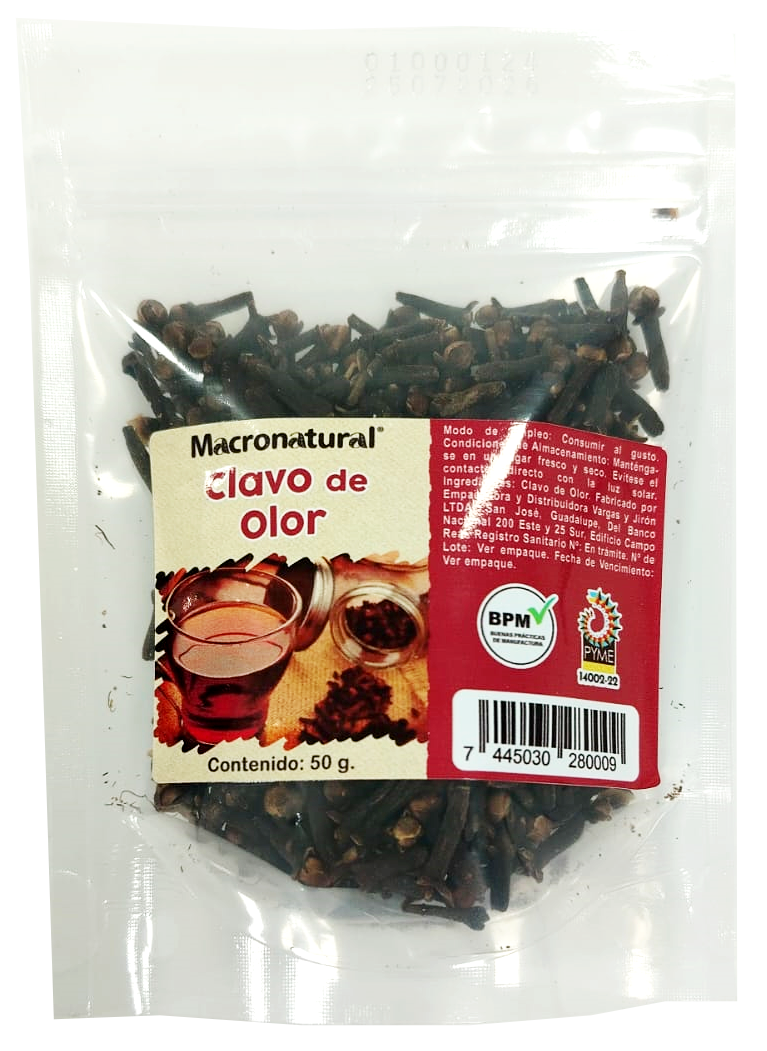 01000124
Macronatural®
Clavo de
Olor
Contenido: 50 g.
Modo de Empleo: Consumir al gusto.
Condiciones de Almacenamiento: Manténga-
se en un lugar fresco y seco. Evítese el
contacto directo con la luz solar.
Ingredientes: Clavo de Olor. Fabricado por
Empacadora y Distribuidora Vargas y Jirón
LTDA. San José, Guadalupe, Del Banco
Nacional 200 Este y 25 Sur, Edificio Campo
Real. Registro Sanitario Nº: En trámite. Nº de
Lote: Ver empaque. Fecha de Vencimiento:
Ver empaque.
BPM
BUENAS PRÁCTICAS
DE MANUFACTURA
PYME
14002-22
7 445030 280009